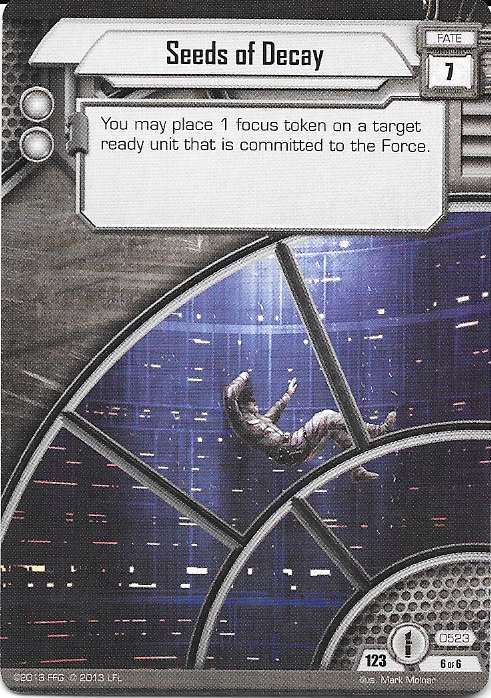 Seeds of Decay
FATE
7
You may place 1 focus token on a target
ready unit that is committed to the Force.
0523
123
6 OF 6
©2013 FFG © 2013 LFL
Illus. Mark Molnar